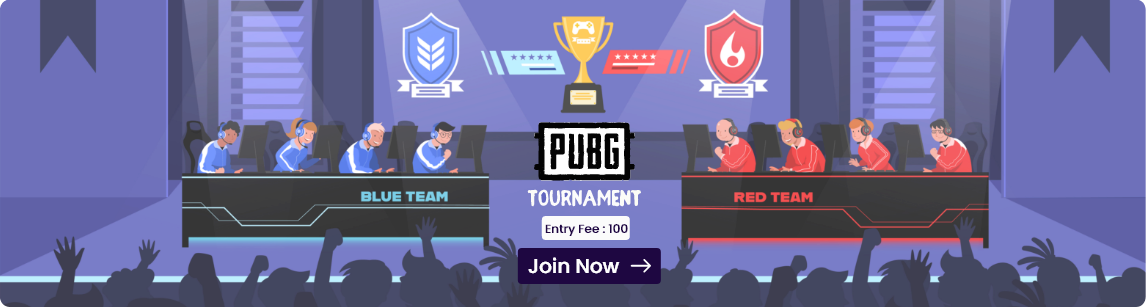 PUBG
TOURNAMENT
BLUE TEAM
RED TEAM
Entry Fee : 100
Join Now →